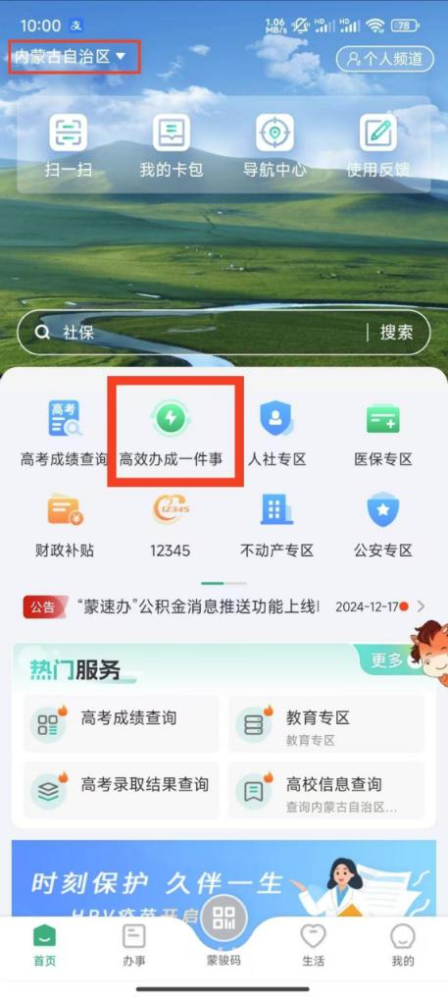 10:00 支 1.06 MB/s HD HD 78
内蒙古自治区
个人频道
扫一扫 我的卡包 导航中心 使用反馈
社保 搜索
高考
高考成绩查询 高效办成一件事 人社专区 医保专区
12345
财政补贴 12345 不动产专区 公安专区
公告 “蒙速办”公积金消息推送功能上线 2024-12-17
热门服务 更多
高考成绩查询 教育专区
教育专区
高考录取结果查询 高校信息查询
查询内蒙古自治区...
时刻保护 久伴一生
HPV疫苗开启
首页 办事 蒙骏码 生活 我的